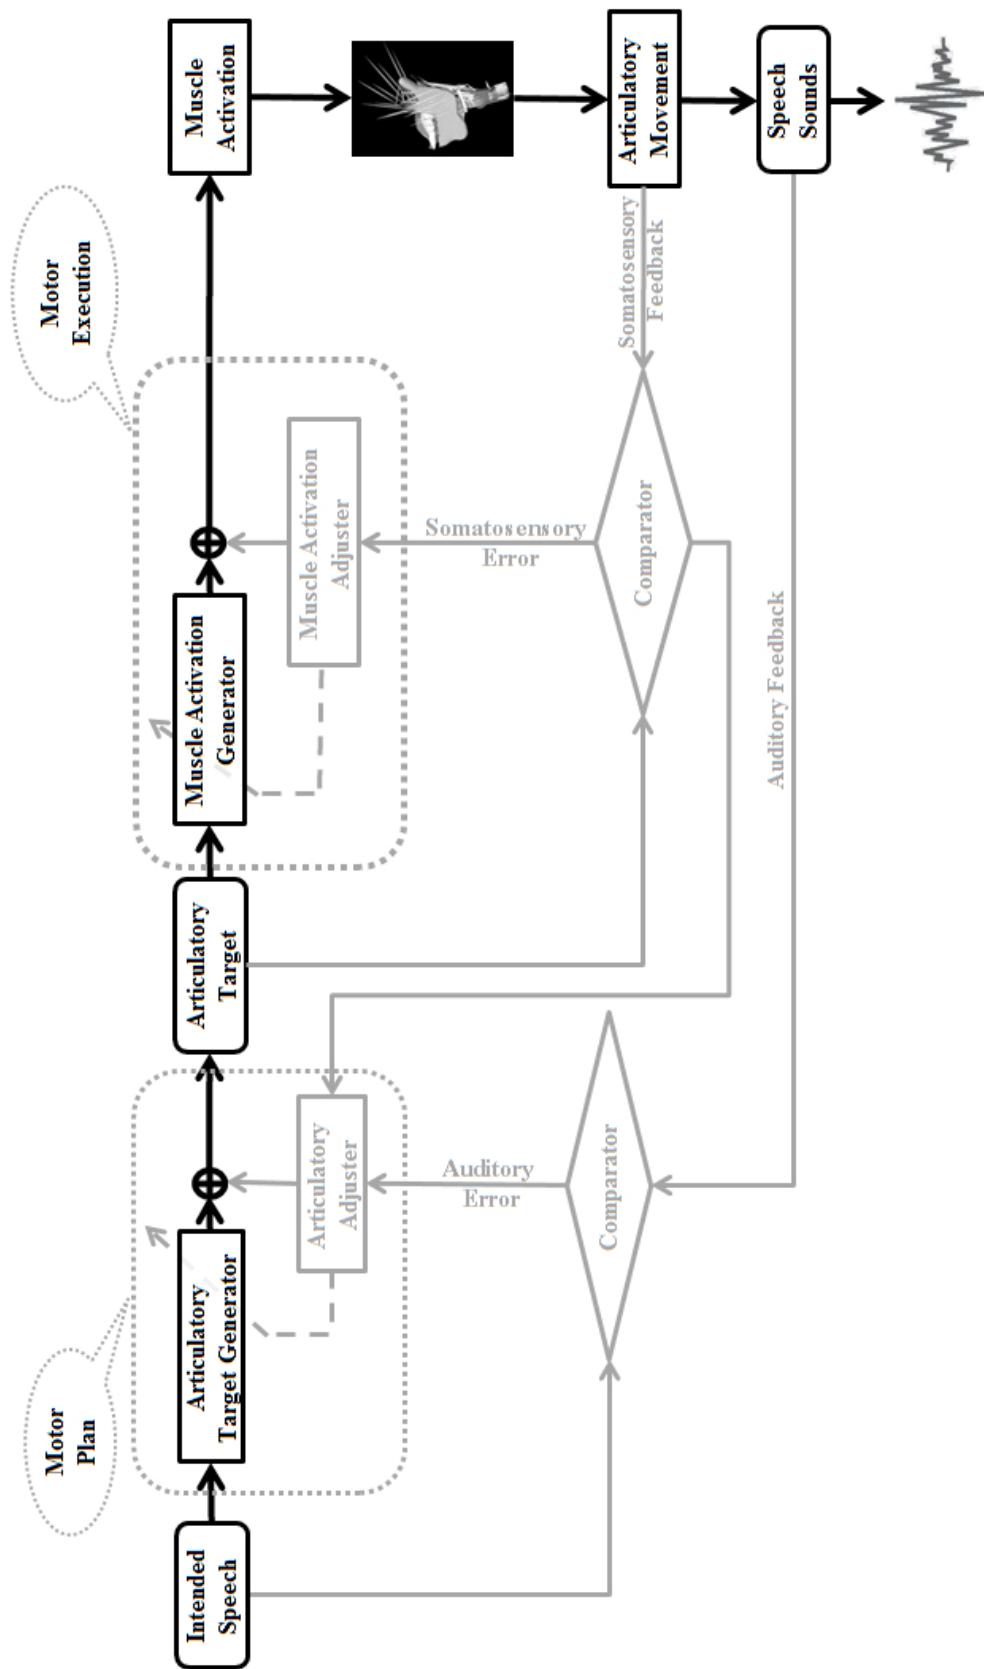 Motor
Plan
Motor
Execution
Intended
Speech
Articulatory
Target Generator
Articulatory
Target
Muscle Activation
Generator
Muscle
Activation
Articulatory
Adjuster
Muscle Activation
Adjuster
Auditory
Error
Somatosensory
Error
Somatosensory
Feedback
Articulatory
Movement
Comparator
Comparator
Auditory Feedback
Speech
Sounds